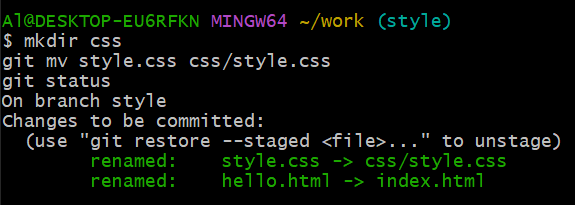 Al@DESKTOP-EU6RFKN MINGW64 ~/work (style)
$ mkdir css
git mv style.css css/style.css
git status
On branch style
Changes to be committed:
  (use "git restore --staged <file>..." to unstage)
        renamed:    style.css -> css/style.css
        renamed:    hello.html -> index.html